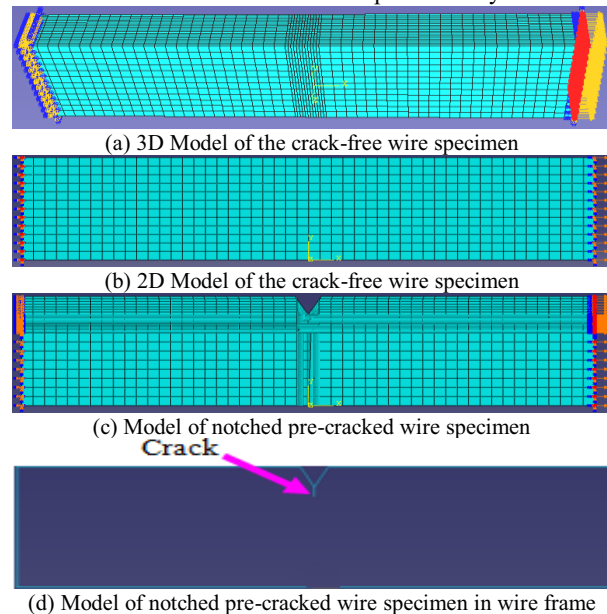 (a) 3D Model of the crack-free wire specimen
(b) 2D Model of the crack-free wire specimen
(c) Model of notched pre-cracked wire specimen
Crack
(d) Model of notched pre-cracked wire specimen in wire frame